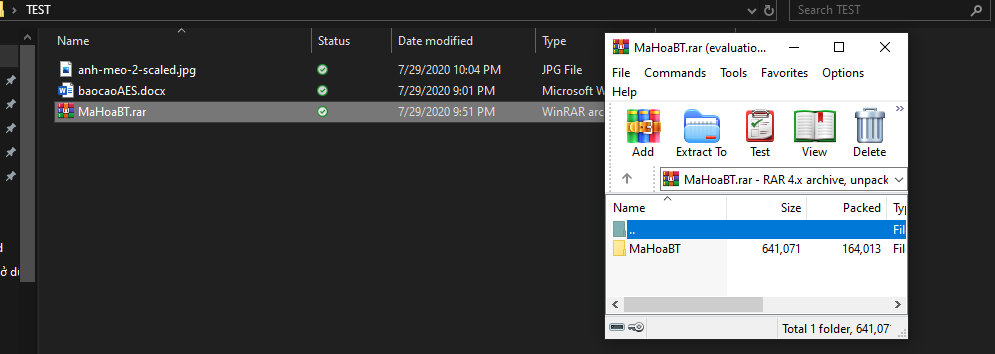 TEST
Search TEST
Name Status Date modified Type
anh-meo-2-scaled.jpg 7/29/2020 10:04 PM JPG File
baocaoAES.docx 7/29/2020 9:01 PM Microsoft W
MaHoaBT.rar 7/29/2020 9:51 PM WinRAR arc
MaHoaBT.rar (evaluatio...
File Commands Tools Favorites Options
Help
Add Extract To Test View Delete
MaHoaBT.rar - RAR 4.x archive, unpack
Name Size Packed Typ
.. Fil
MaHoaBT 641,071 164,013 Fil
Total 1 folder, 641,07
d
ở dữ